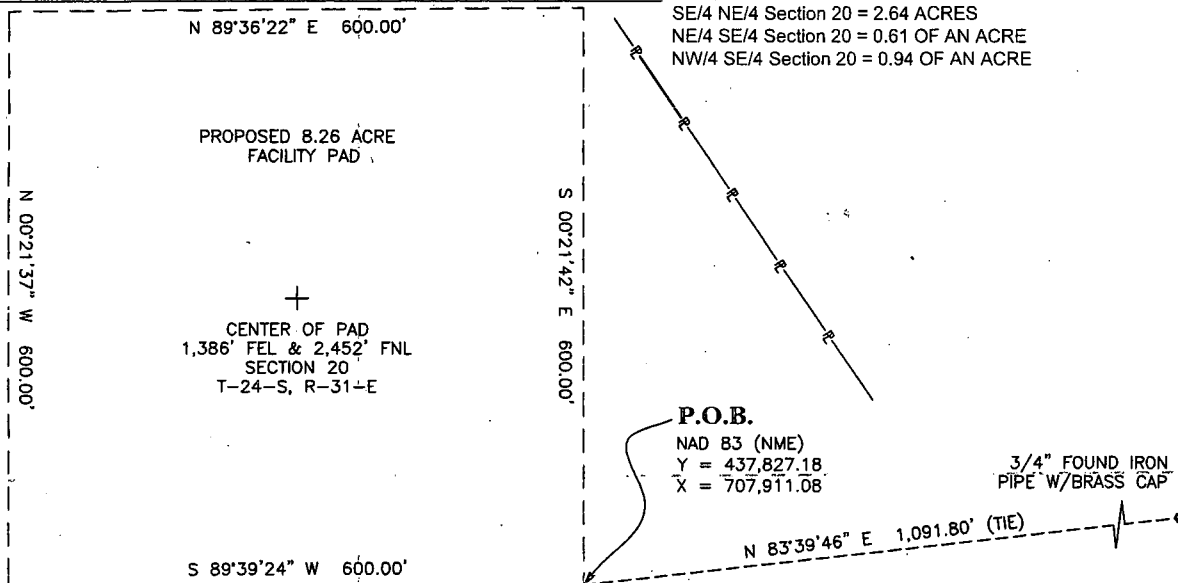 N 89°36'22" E 600.00'
SE/4 NE/4 Section 20 = 2.64 ACRES
NE/4 SE/4 Section 20 = 0.61 OF AN ACRE
NW/4 SE/4 Section 20 = 0.94 OF AN ACRE
PROPOSED 8.26 ACRE
FACILITY PAD
N 00°21'37" W 600.00'
S 00°21'42" E 600.00'
CENTER OF PAD
1,386' FEL & 2,452' FNL
SECTION 20
T-24-S, R-31-E
P.O.B.
NAD 83 (NME)
Y = 437,827.18
X = 707,911.08
3/4" FOUND IRON
PIPE W/BRASS CAP
N 83°39'46" E 1,091.80' (TIE)
S 89°39'24" W 600.00'